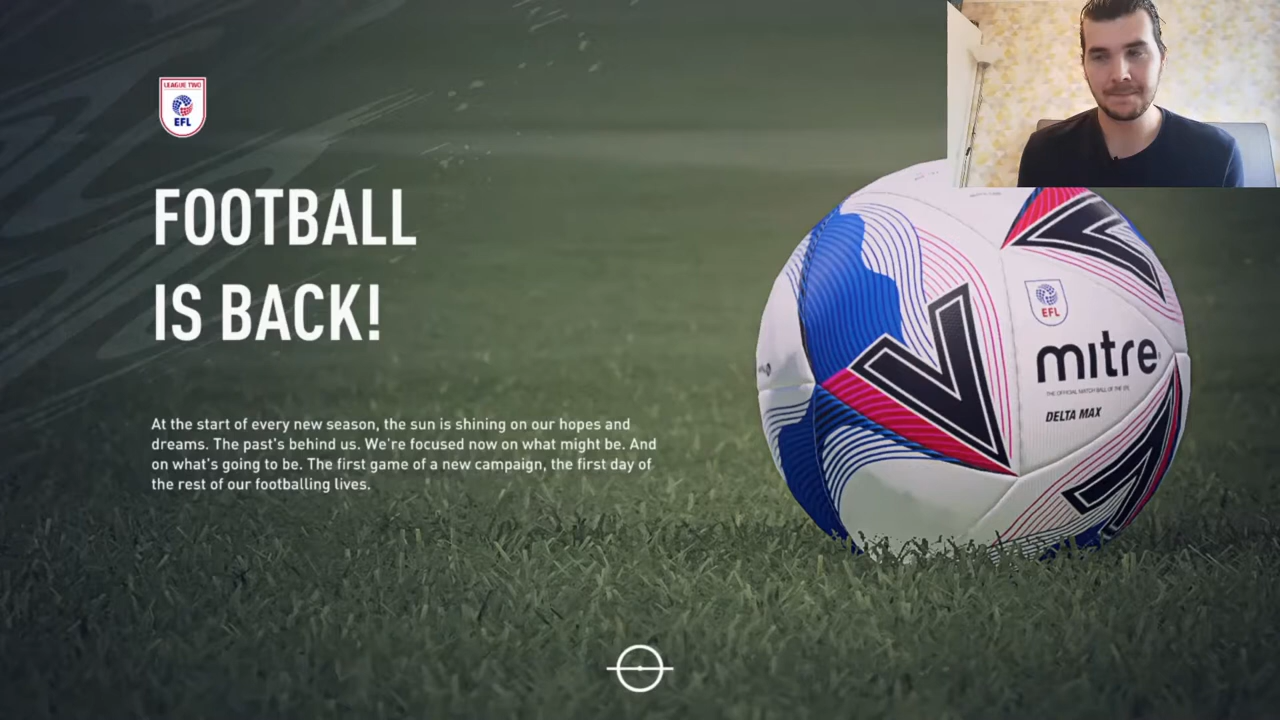 LEAGUE TWO
EFL
FOOTBALL
IS BACK!
At the start of every new season, the sun is shining on our hopes and
dreams. The past's behind us. We're focused now on what might be. And
on what's going to be. The first game of a new campaign, the first day of
the rest of our footballing lives.
EFL
mitre
THE OFFICIAL MATCH BALL OF THE EFL
DELTA MAX